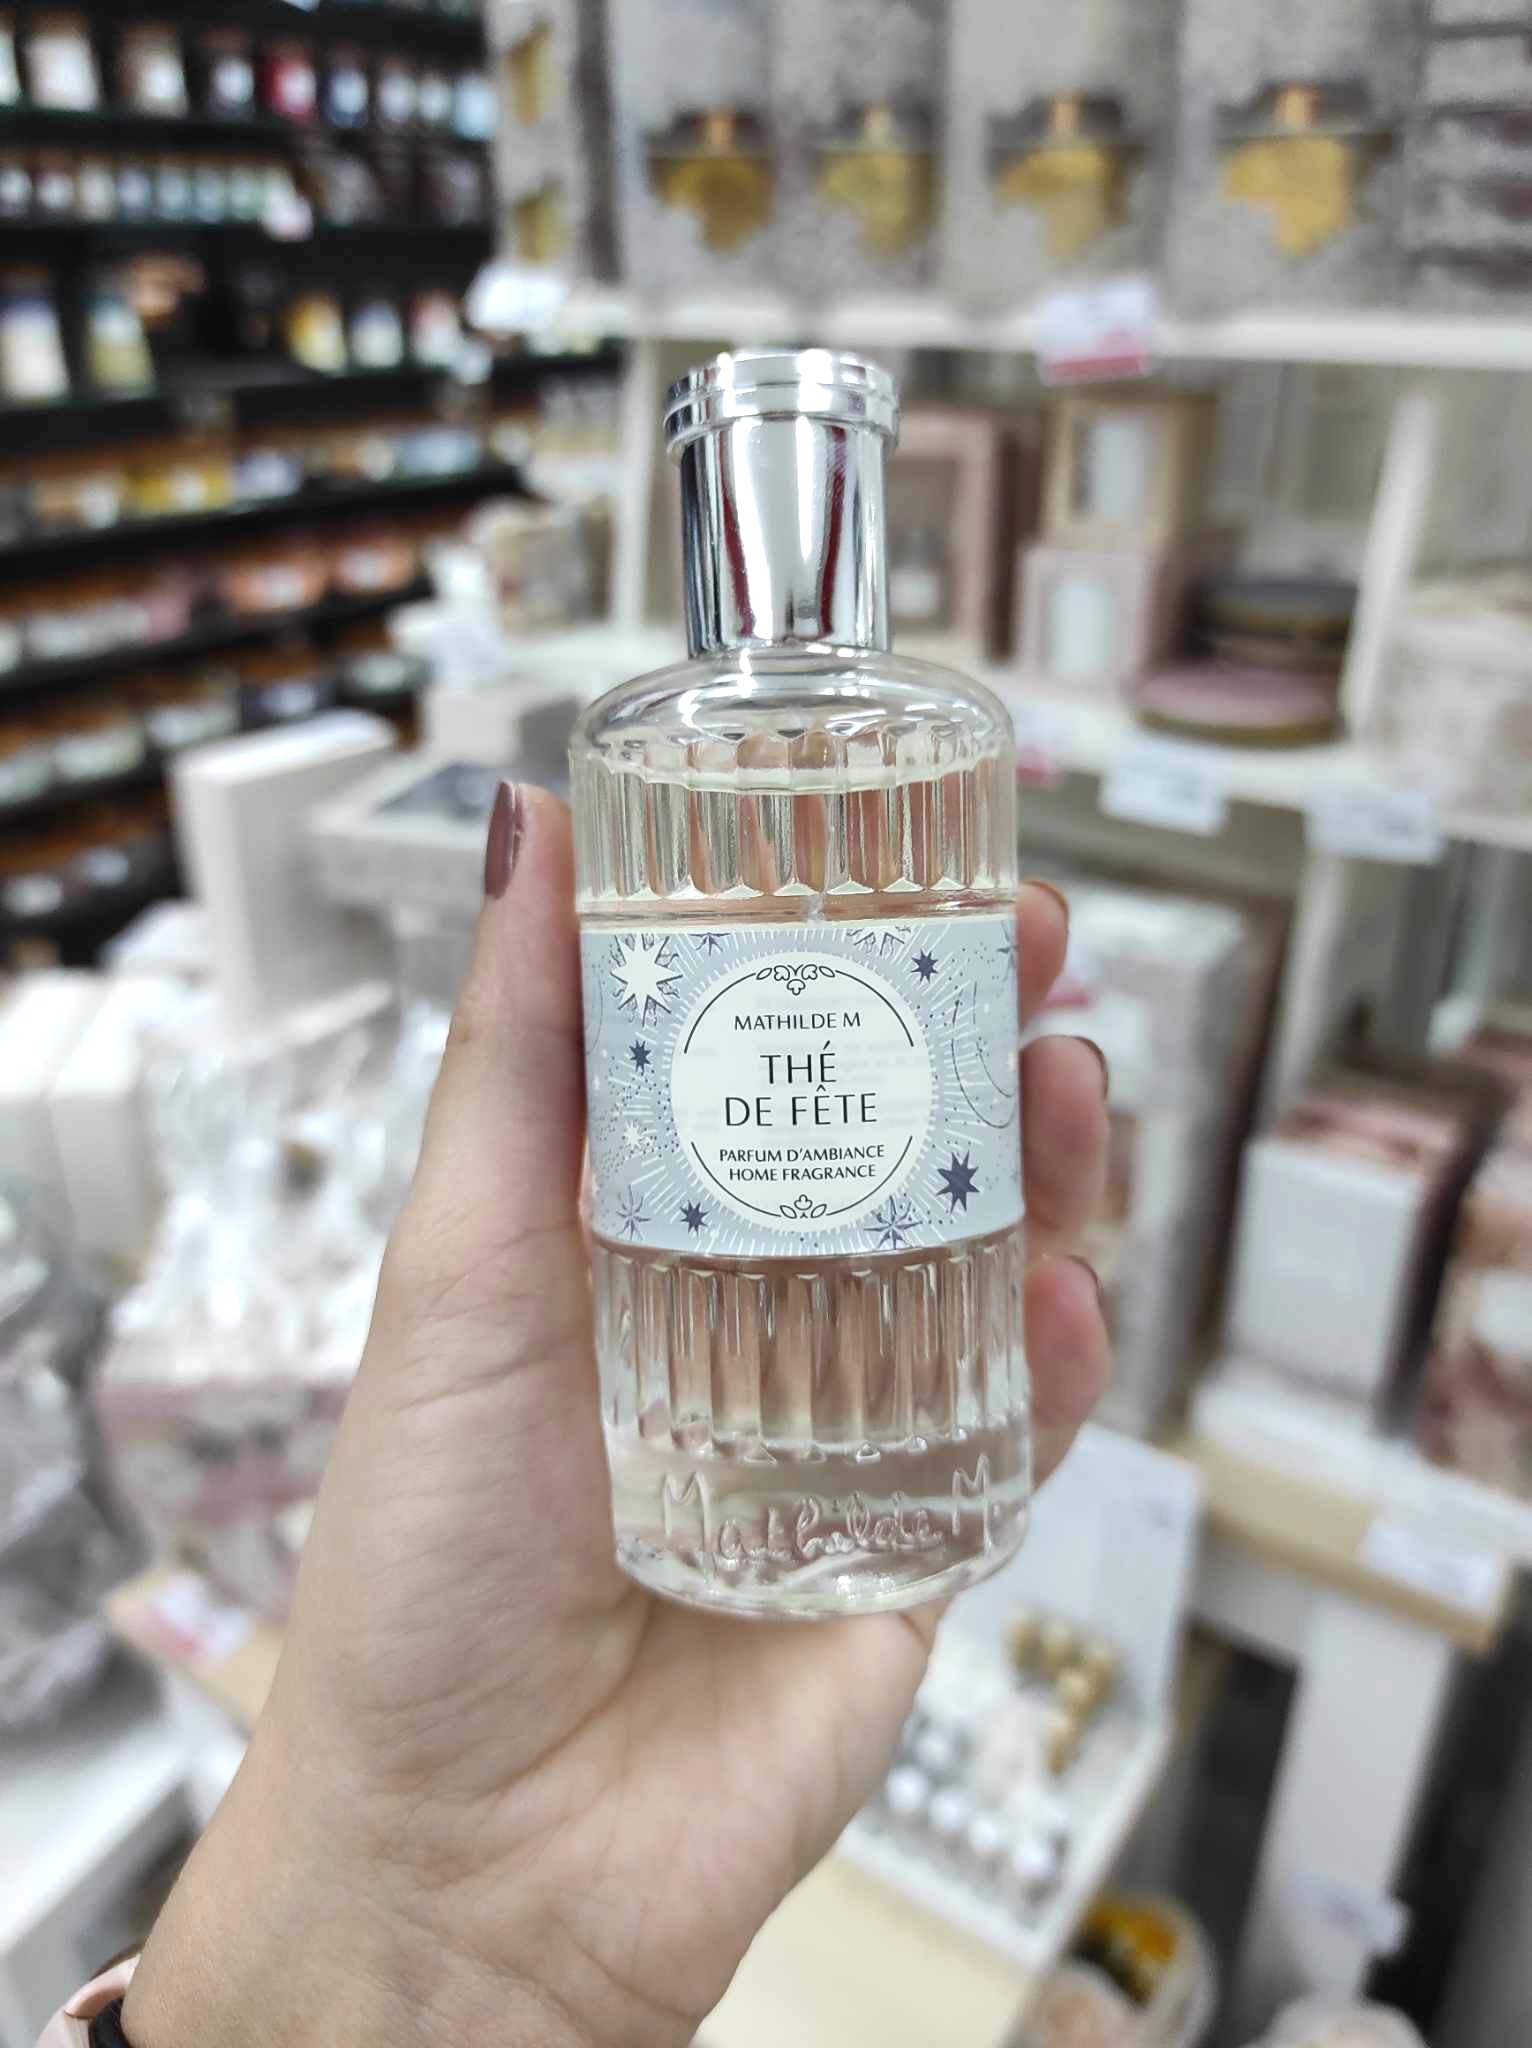 MATHILDE M
THÉ
DE FÊTE
PARFUM D'AMBIANCE
HOME FRAGRANCE
Mathilde M.